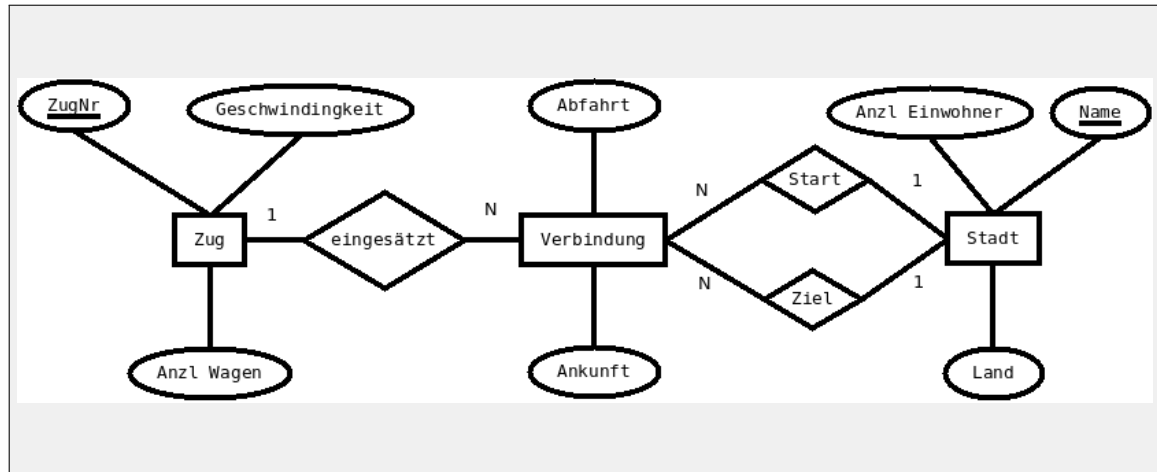 ZugNr
Geschwindingkeit
Abfahrt
Anzl Einwohner
Name
Start
N
1
1
N
Zug
eingesätzt
Verbindung
Stadt
N
1
Ziel
Anzl Wagen
Ankunft
Land